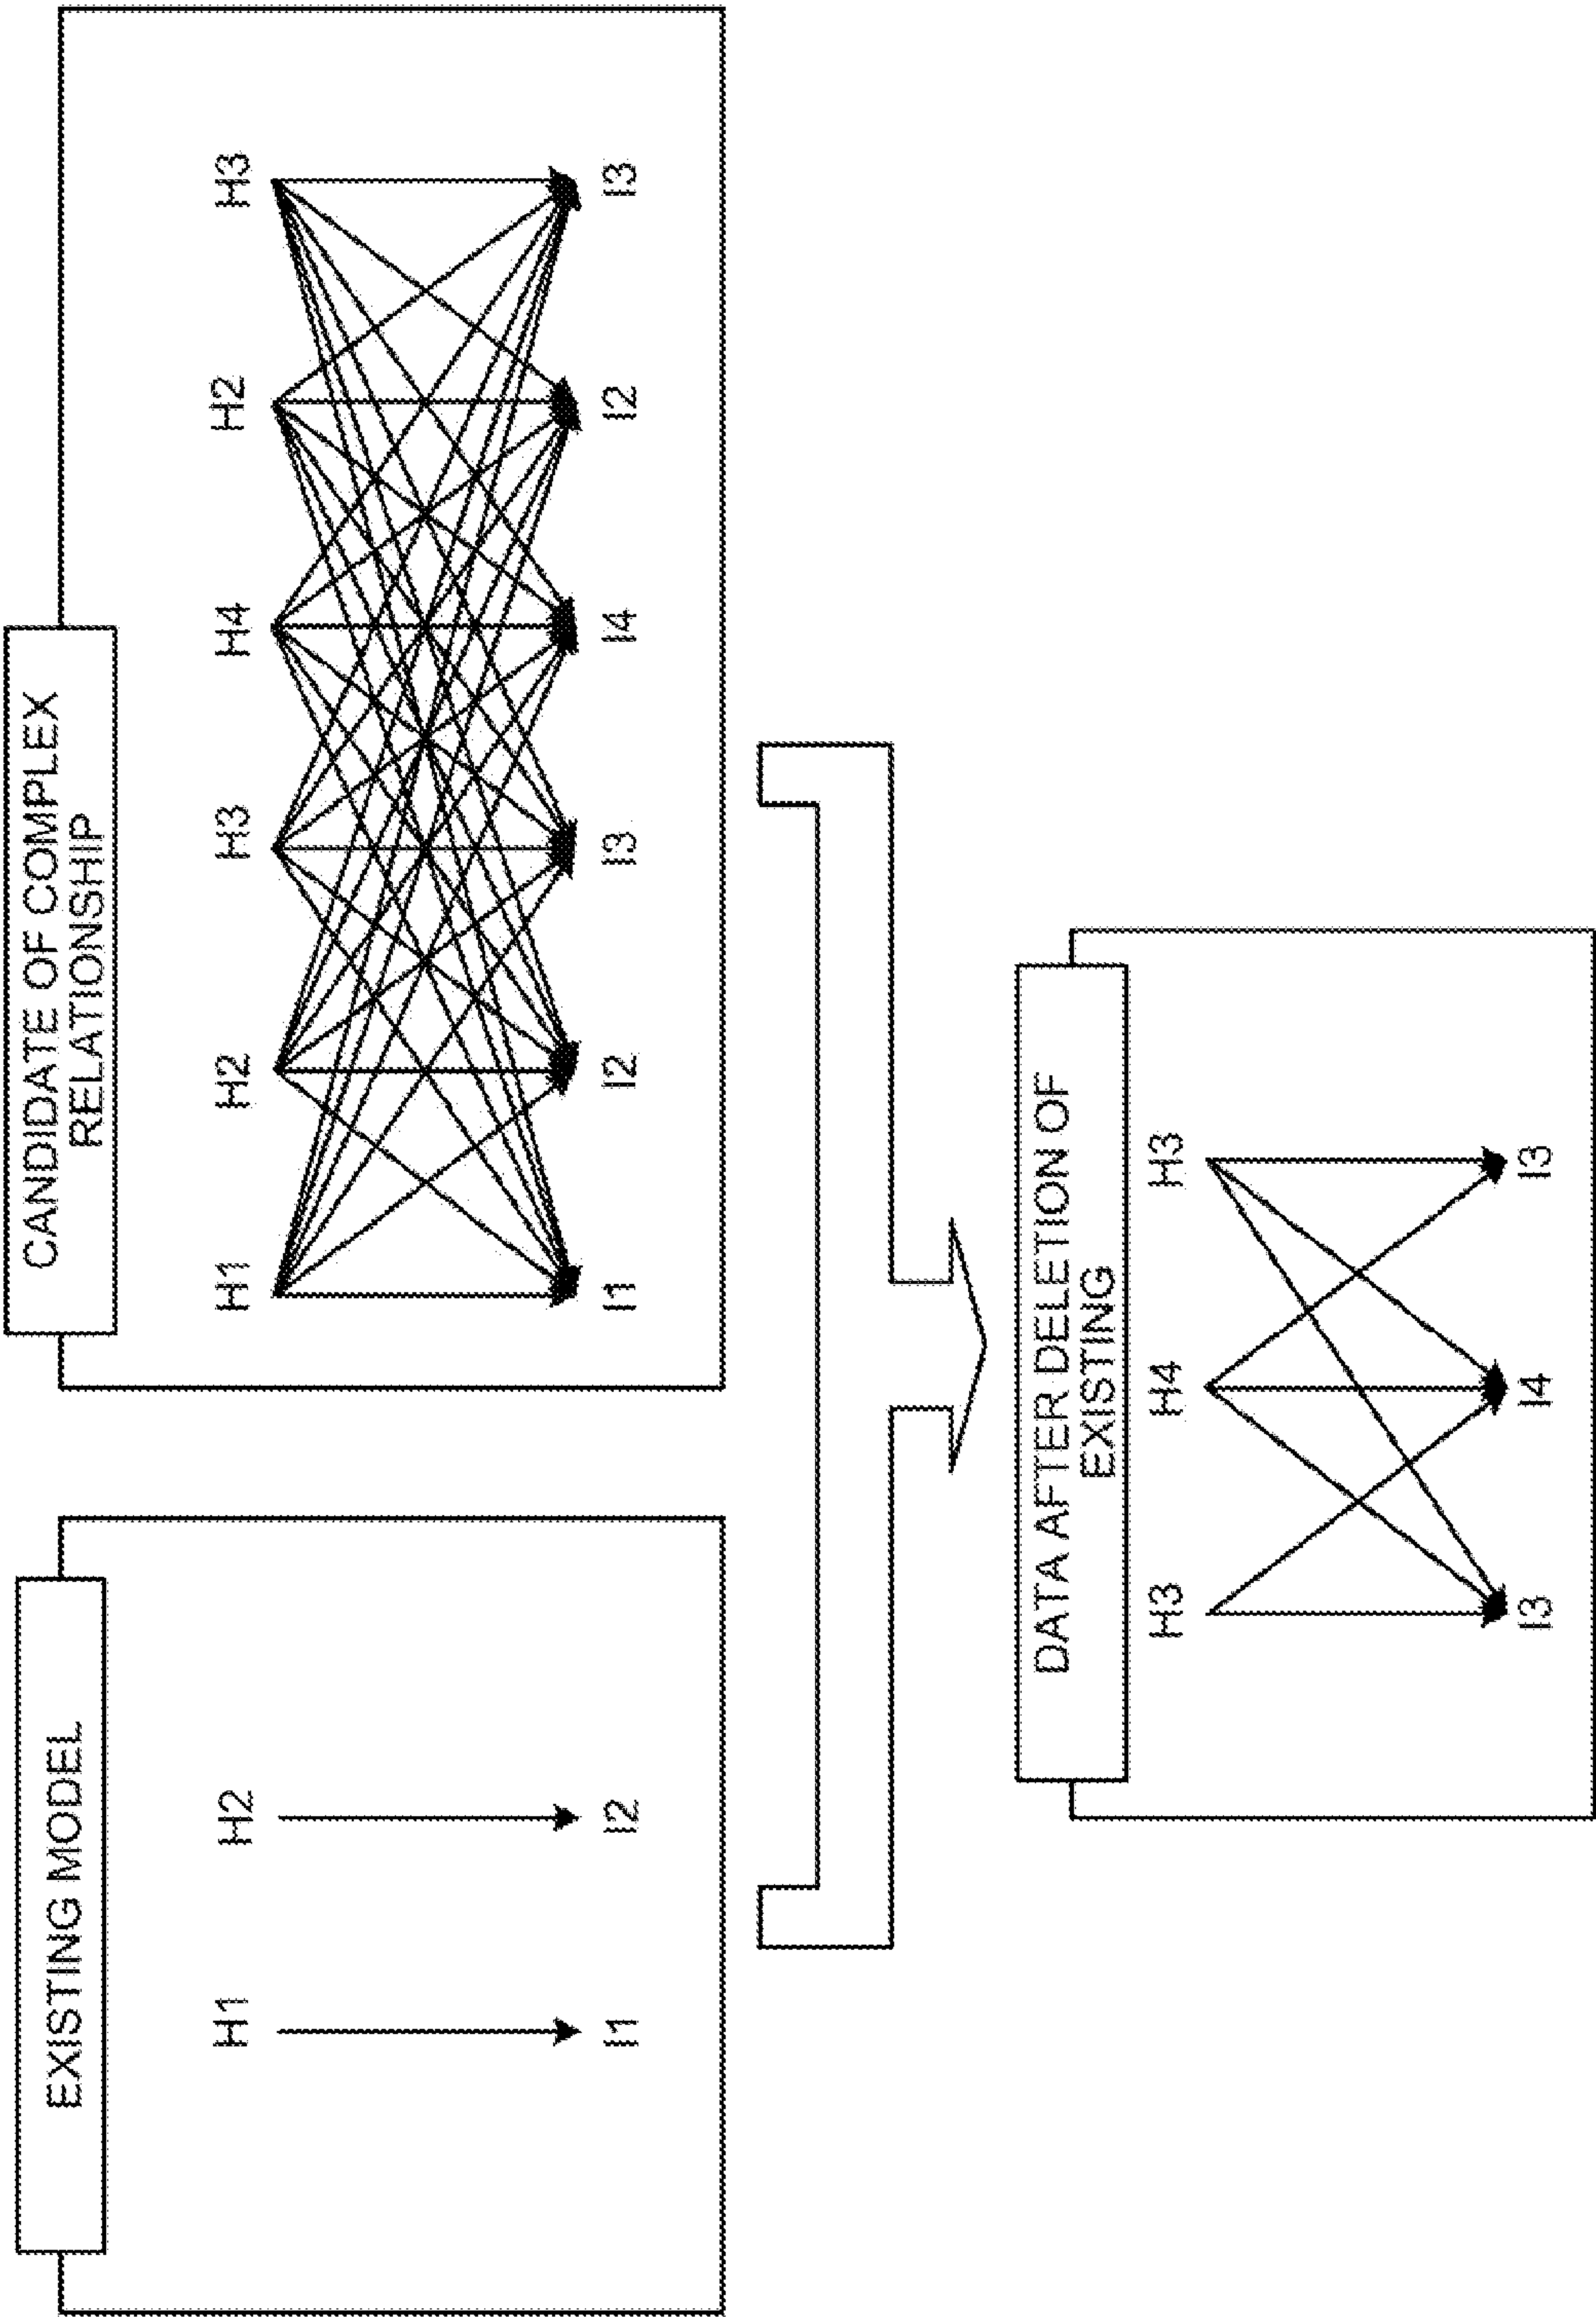 EXISTING MODEL
H1 H2
I1 I2
CANDIDATE OF COMPLEX
RELATIONSHIP
H1 H2 H3 H4 H2 H3
I1 I2 I3 I4 I2 I3
DATA AFTER DELETION OF
EXISTING
H3 H4 H3
I3 I4 I3